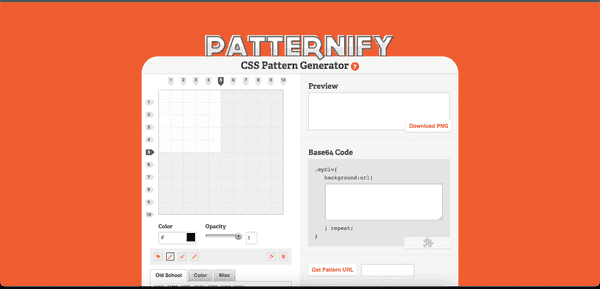 PATTERNIFY
CSS Pattern Generator ?
1 2 3 4 5 6 7 8 9 10
1
2
3
4
5
6
7
8
9
10
Color
Opacity
#
1
Old School
Color
Misc
Preview
Download PNG
Base64 Code
.myDiv{
background:url(
) repeat;
}
Get Pattern URL